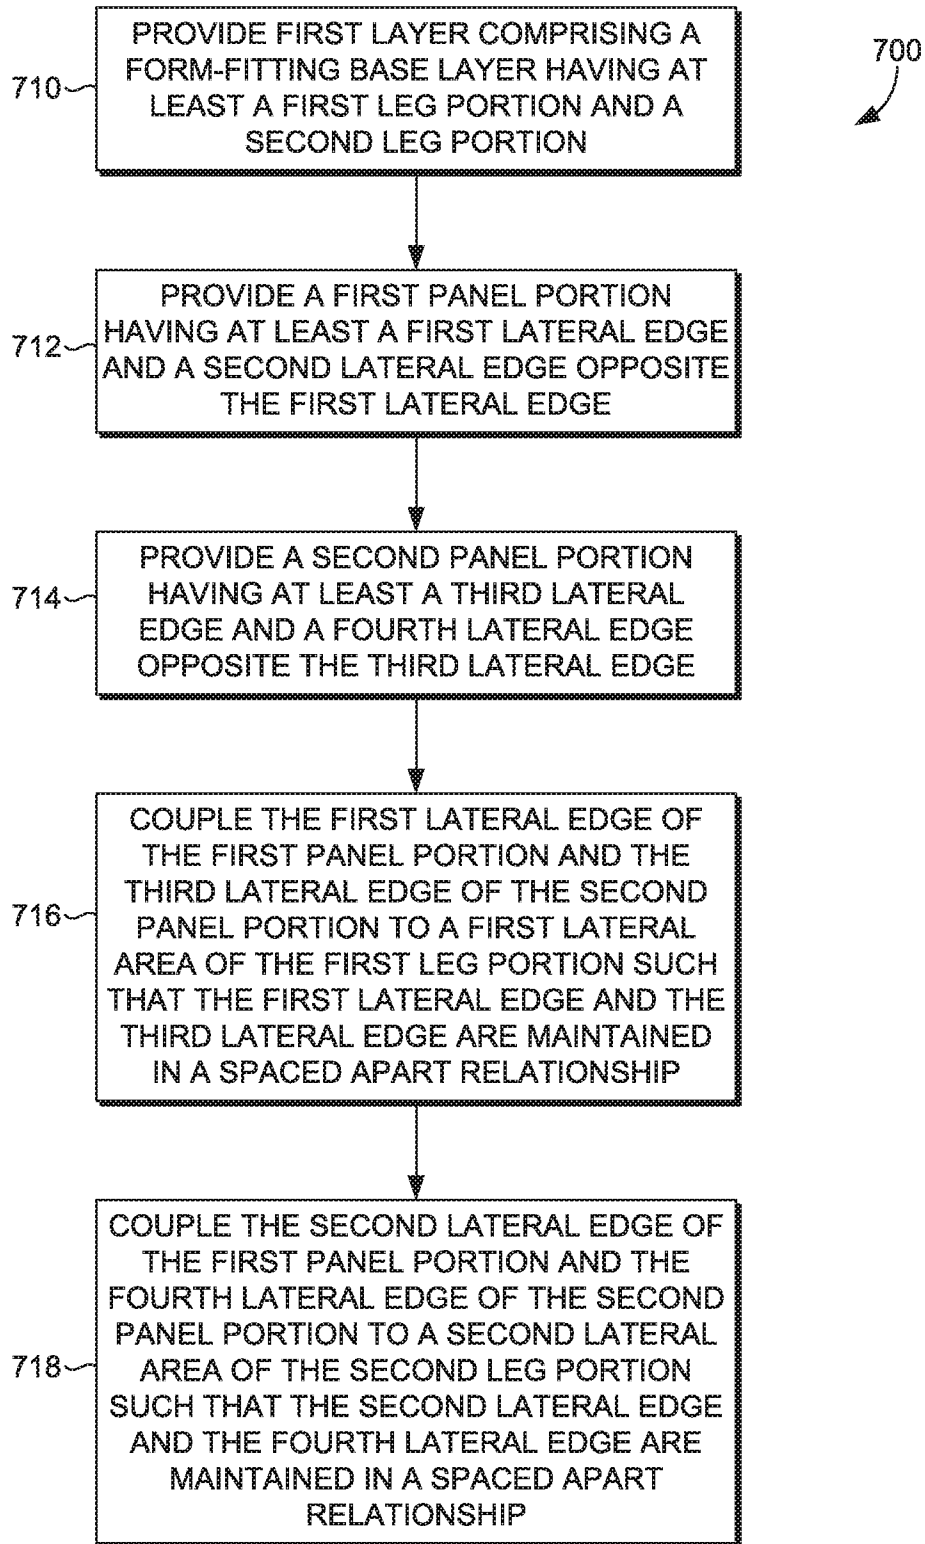 700
710
PROVIDE FIRST LAYER COMPRISING A
FORM-FITTING BASE LAYER HAVING AT
LEAST A FIRST LEG PORTION AND A
SECOND LEG PORTION
712
PROVIDE A FIRST PANEL PORTION
HAVING AT LEAST A FIRST LATERAL EDGE
AND A SECOND LATERAL EDGE OPPOSITE
THE FIRST LATERAL EDGE
714
PROVIDE A SECOND PANEL PORTION
HAVING AT LEAST A THIRD LATERAL
EDGE AND A FOURTH LATERAL EDGE
OPPOSITE THE THIRD LATERAL EDGE
716
COUPLE THE FIRST LATERAL EDGE OF
THE FIRST PANEL PORTION AND THE
THIRD LATERAL EDGE OF THE SECOND
PANEL PORTION TO A FIRST LATERAL
AREA OF THE FIRST LEG PORTION SUCH
THAT THE FIRST LATERAL EDGE AND THE
THIRD LATERAL EDGE ARE MAINTAINED
IN A SPACED APART RELATIONSHIP
718
COUPLE THE SECOND LATERAL EDGE OF
THE FIRST PANEL PORTION AND THE
FOURTH LATERAL EDGE OF THE SECOND
PANEL PORTION TO A SECOND LATERAL
AREA OF THE SECOND LEG PORTION
SUCH THAT THE SECOND LATERAL EDGE
AND THE FOURTH LATERAL EDGE ARE
MAINTAINED IN A SPACED APART
RELATIONSHIP